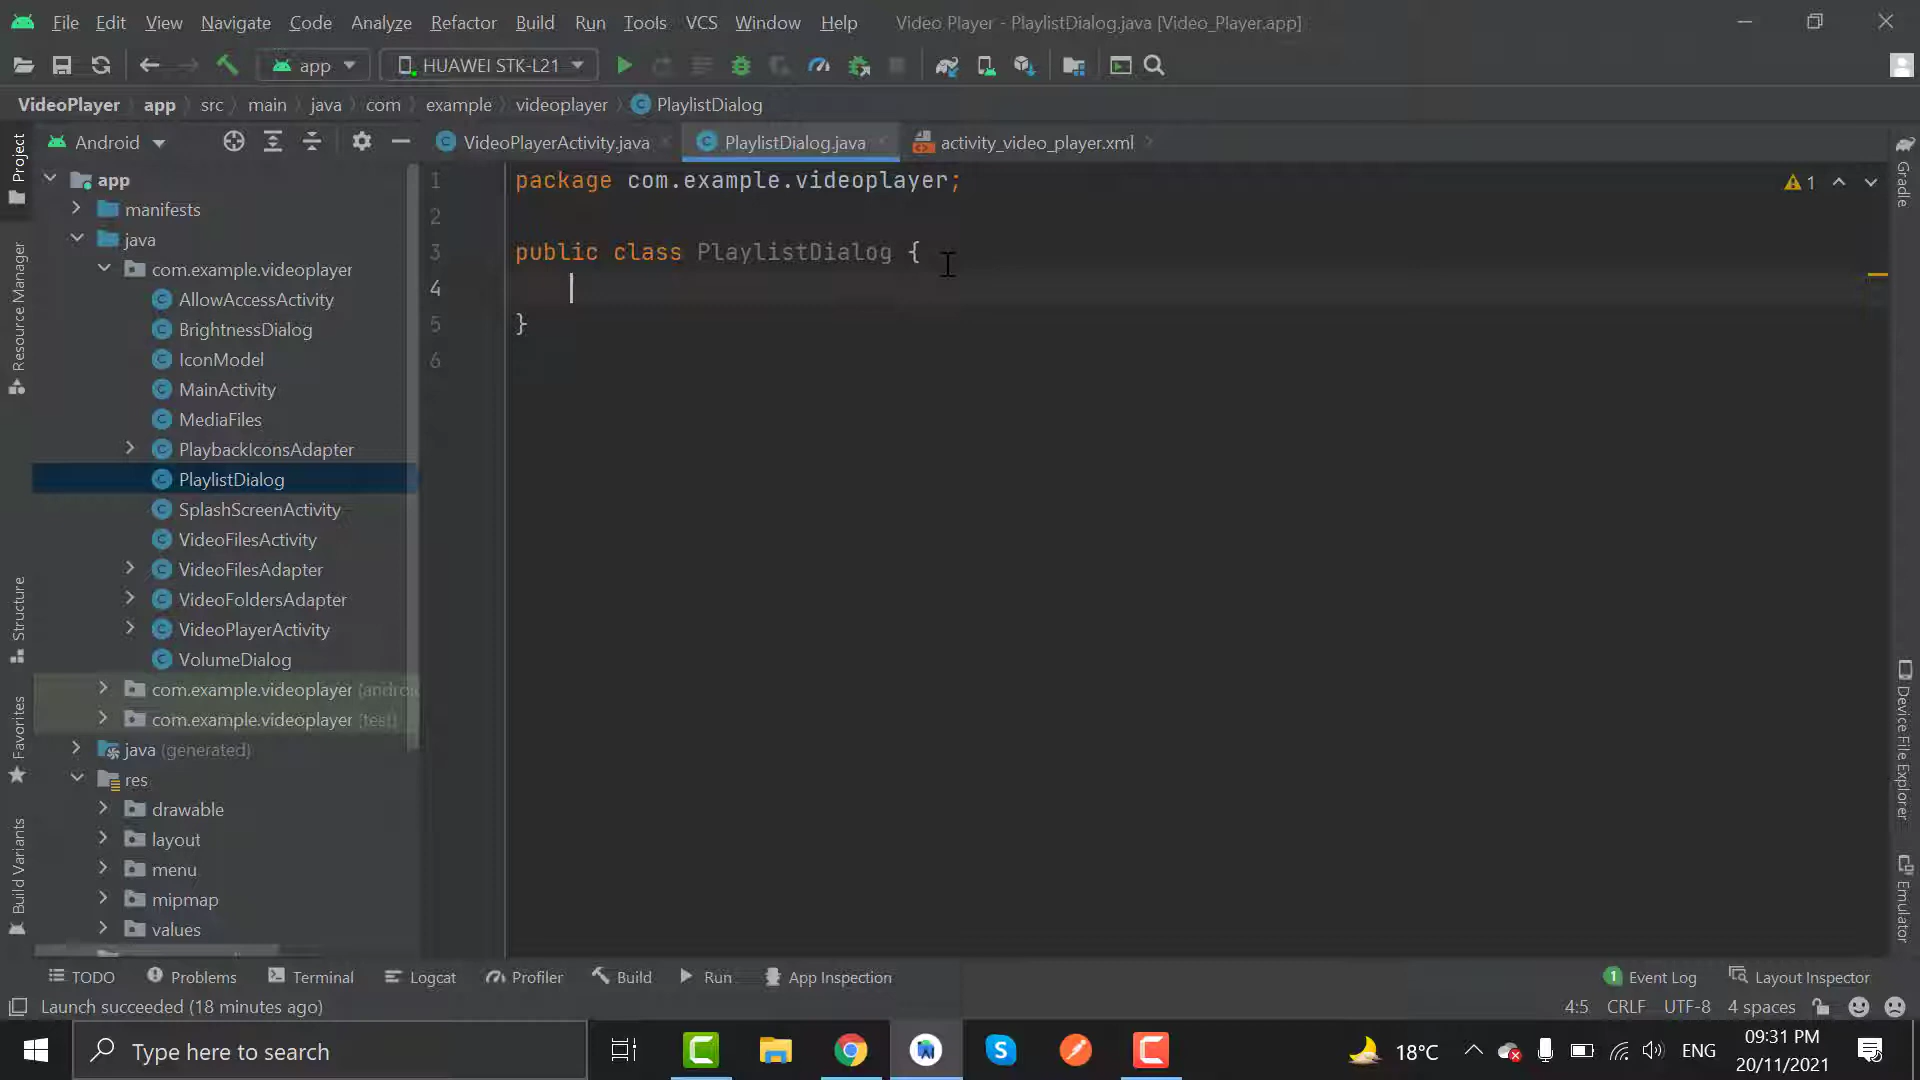 File Edit View Navigate Code Analyze Refactor Build Run Tools VCS Window Help Video Player - PlaylistDialog.java [Video_Player.app]
app HUAWEI STK-L21
VideoPlayer app src main java com example videoplayer PlaylistDialog
Android
VideoPlayerActivity.java PlaylistDialog.java activity_video_player.xml
Project
Resource Manager
Structure
Favorites
Build Variants
app
manifests
java
com.example.videoplayer
AllowAccessActivity
BrightnessDialog
IconModel
MainActivity
MediaFiles
PlaybackIconsAdapter
PlaylistDialog
SplashScreenActivity
VideoFilesActivity
VideoFilesAdapter
VideoFoldersAdapter
VideoPlayerActivity
VolumeDialog
com.example.videoplayer
com.example.videoplayer (test)
java (generated)
res
drawable
layout
menu
mipmap
values
1 package com.example.videoplayer;
2
3 public class PlaylistDialog {
4
5 }
6
1
Gradle
Device File Explorer
Emulator
TODO Problems Terminal Logcat Profiler Build Run App Inspection 1 Event Log Layout Inspector
Launch succeeded (18 minutes ago) 4:5 CRLF UTF-8 4 spaces
Type here to search 18°C ENG 09:31 PM
20/11/2021